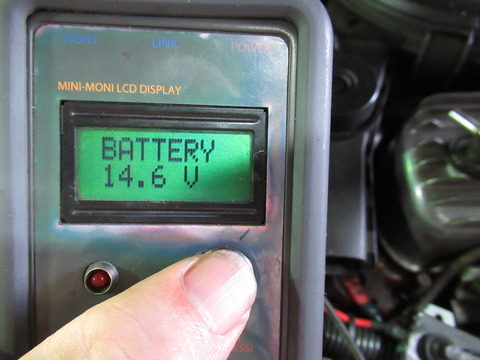 LIGHT LINK POWER
MINI-MONI LCD DISPLAY
BATTERY
14.6 V